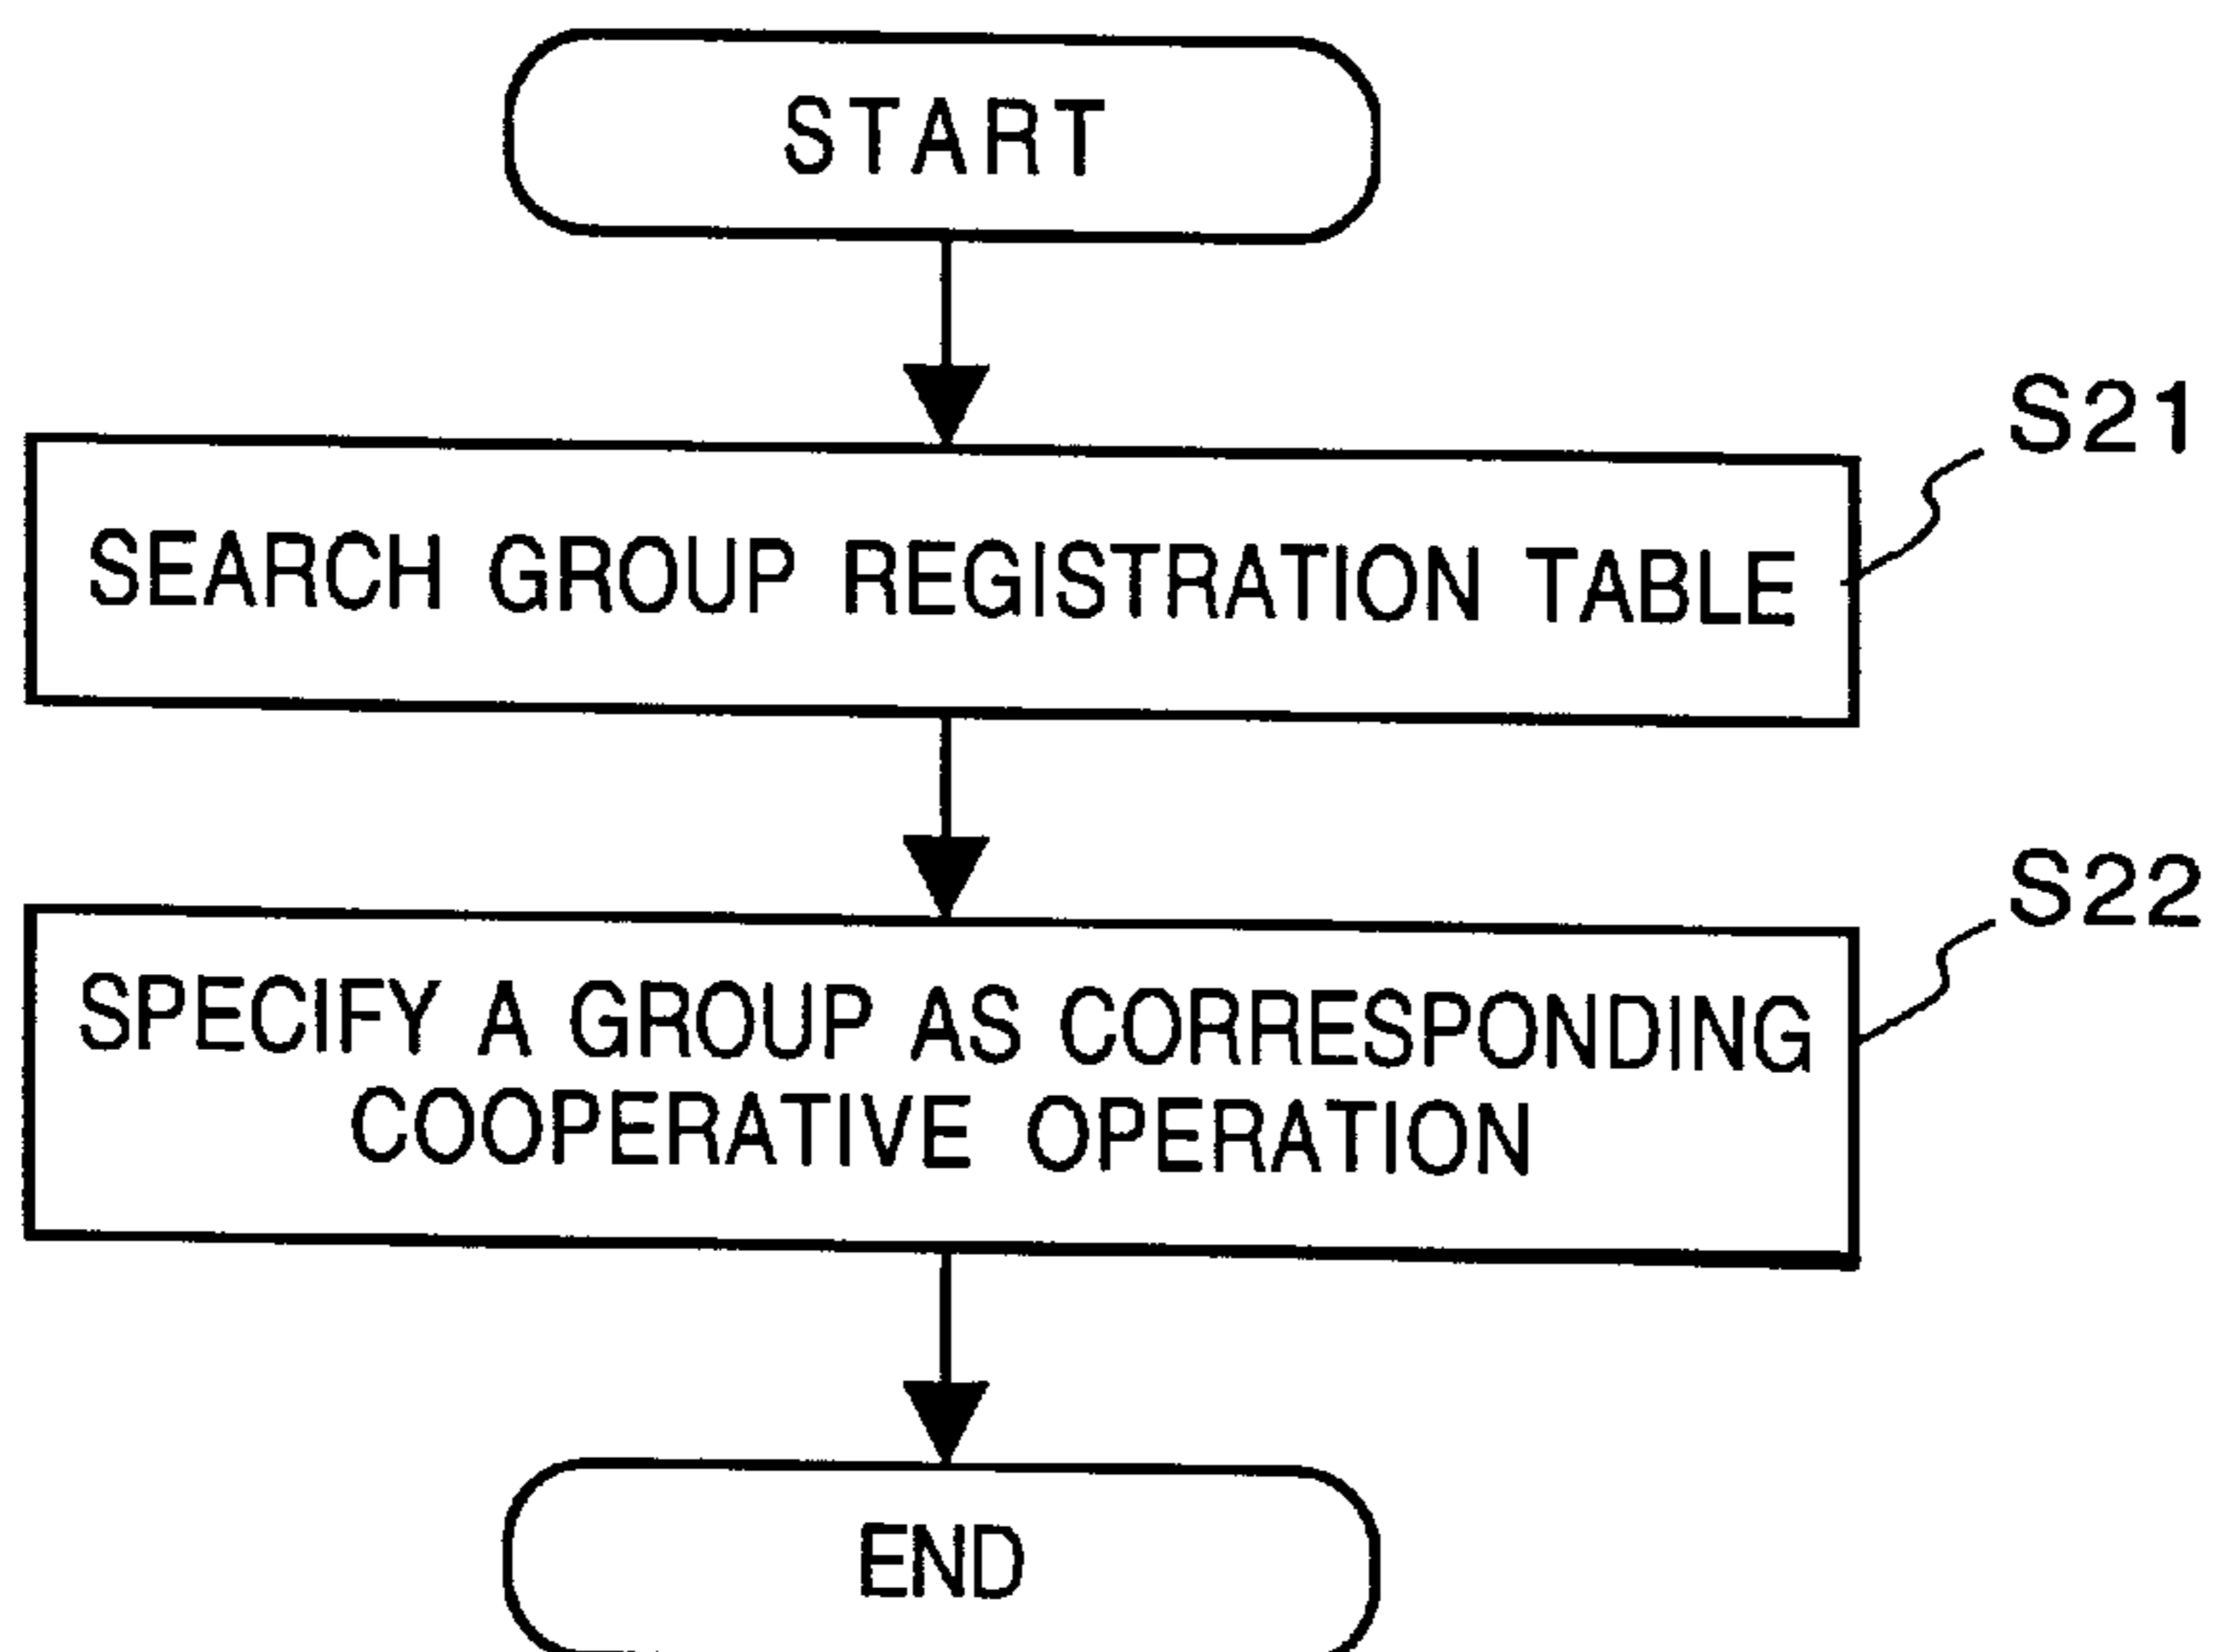 START
S21
SEARCH GROUP REGISTRATION TABLE
S22
SPECIFY A GROUP AS CORRESPONDING
COOPERATIVE OPERATION
END